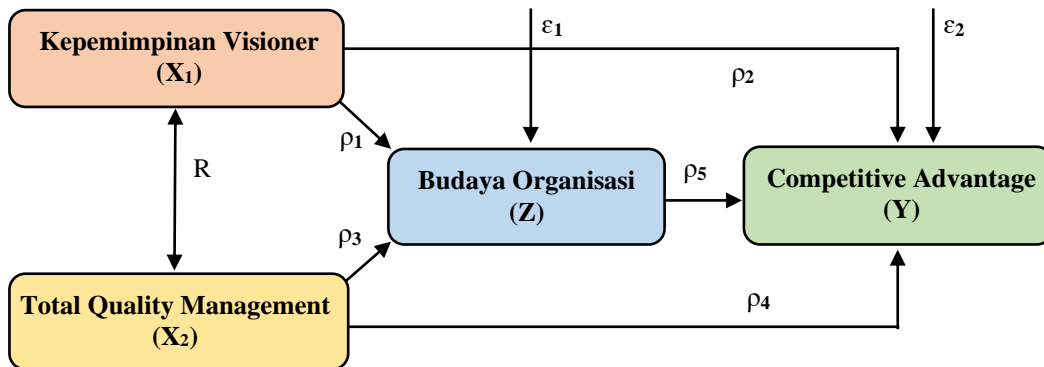 Kepemimpinan Visioner
(X₁)
ε₁
ε₂
ρ₂
ρ₁
R
Budaya Organisasi
(Z)
ρ₅
Competitive Advantage
(Y)
ρ₃
Total Quality Management
(X₂)
ρ₄